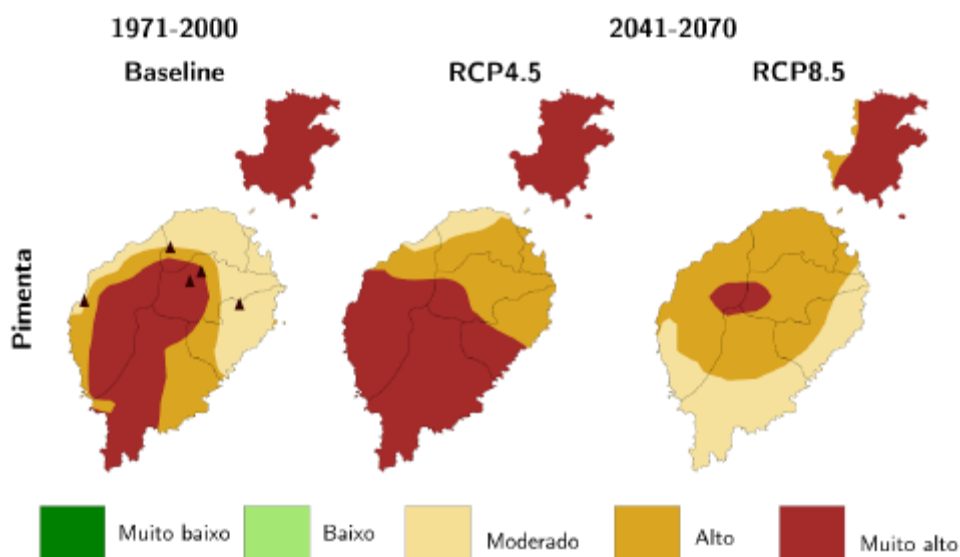 1971-2000
2041-2070
Baseline
RCP4.5
RCP8.5
Pimenta
Muito baixo
Baixo
Moderado
Alto
Muito alto